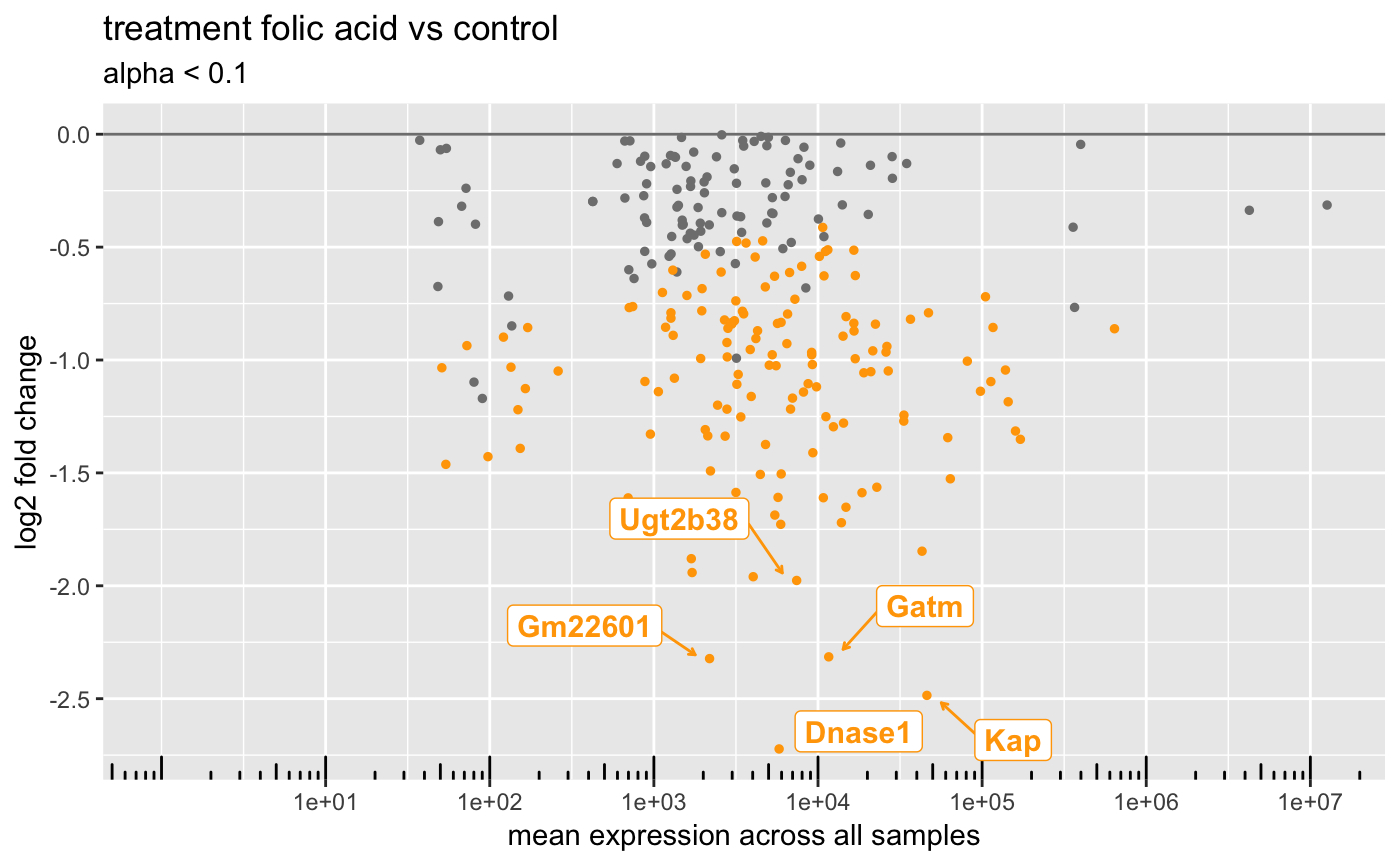 treatment folic acid vs control
alpha < 0.1
log2 fold change
0.0
-0.5
-1.0
-1.5
-2.0
-2.5
Ugt2b38
Gatm
Gm22601
Dnase1
Kap
1e+01 1e+02 1e+03 1e+04 1e+05 1e+06 1e+07
mean expression across all samples